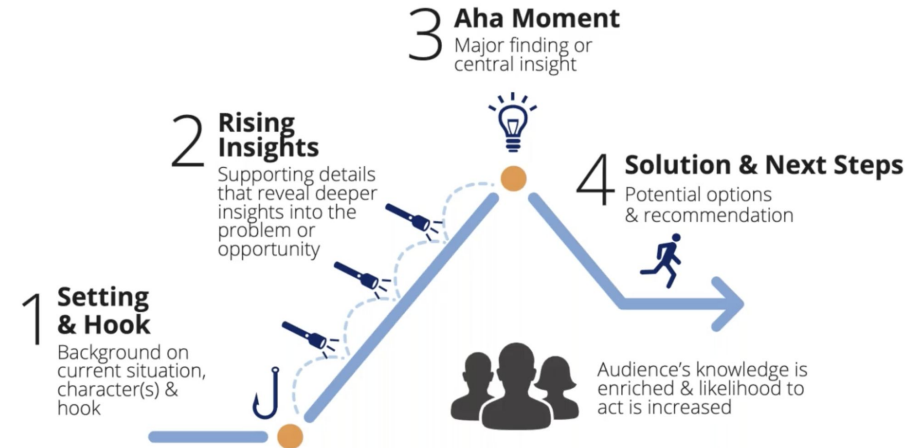 1
Setting
& Hook
Background on
current situation,
character(s) &
hook
2
Rising
Insights
Supporting details
that reveal deeper
insights into the
problem or
opportunity
3
Aha Moment
Major finding or
central insight
4
Solution & Next Steps
Potential options
& recommendation
Audience's knowledge is
enriched & likelihood to
act is increased